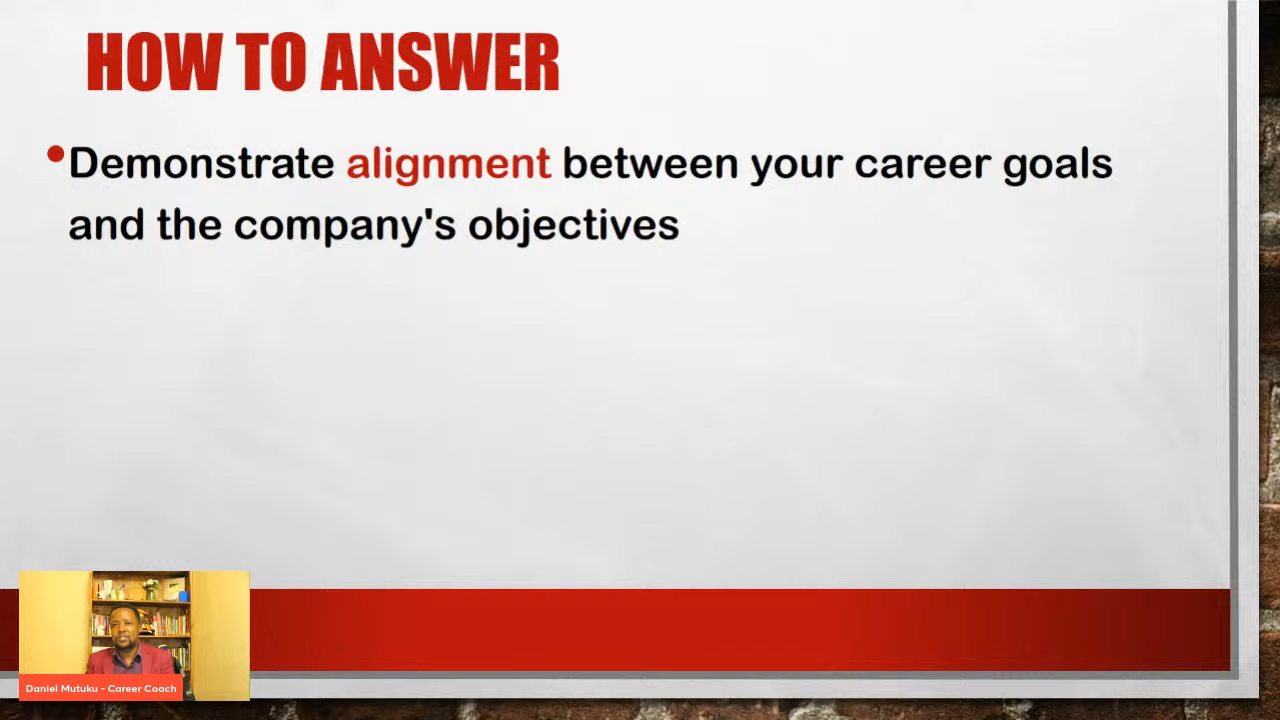 HOW TO ANSWER
•Demonstrate alignment between your career goals
and the company's objectives
Daniel Mutuku - Career Coach